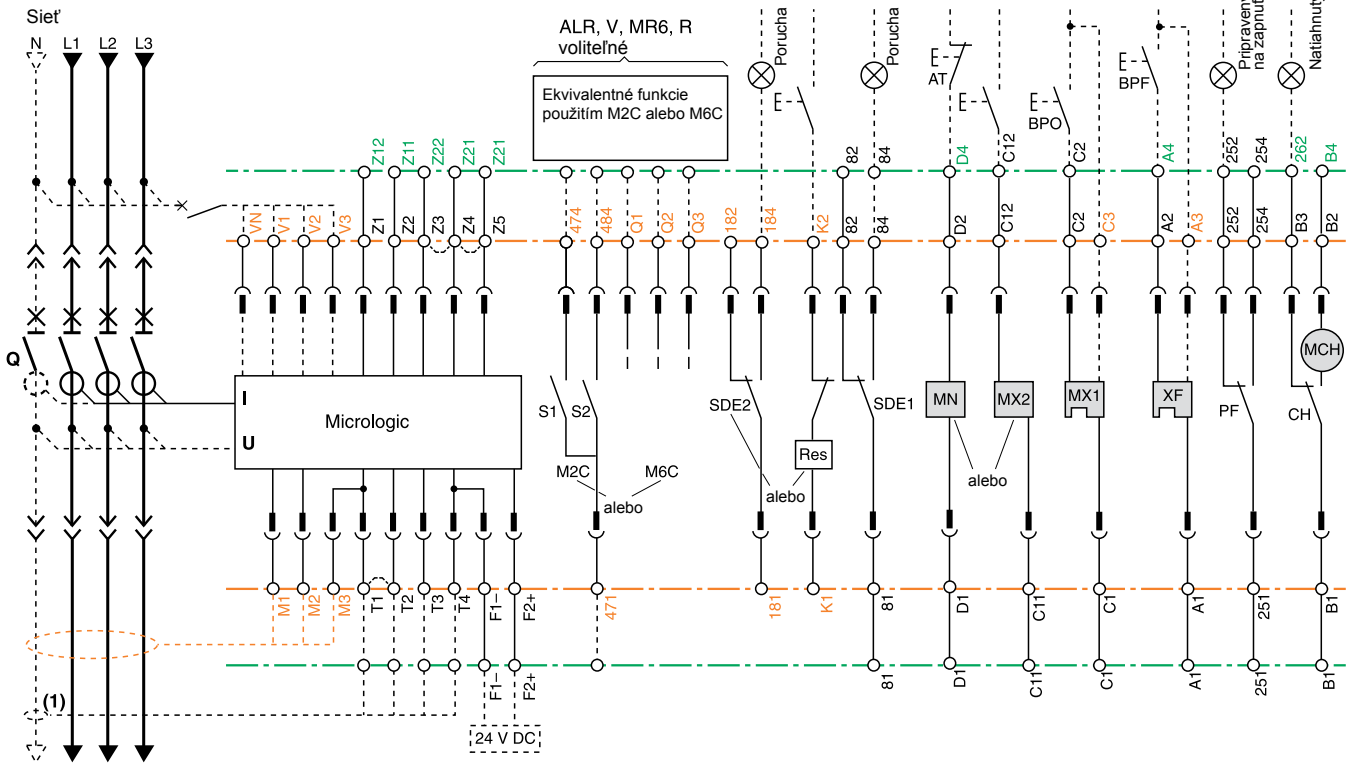 Sieť
N L1 L2 L3
ALR, V, MR6, R
voliteľné
Ekvivalentné funkcie
použitím M2C alebo M6C
Porucha
Porucha
AT
BPO
BPF
Pripravený
na zapnutie
Natiahnutý
Z12 Z11 Z22 Z21 Z21
82 84 D4 C12 C2 A4 252 254 262 B4
VN V1 V2 V3 Z1 Z2 Z3 Z4 Z5 474 484 Q1 Q2 Q3 182 184 K2 82 84 D2 C12 C2 C3 A2 A3 252 254 B3 B2
Q
MCH
I
U
Micrologic
S1 S2
SDE2
SDE1
MN
MX2
MX1
XF
PF
CH
Res
M2C
M6C
alebo
alebo
alebo
M1 M2 M3 T1 T2 T3 T4 F1– F2+ 471 181 K1 81 D1 C11 C1 A1 251 B1
F1– F2+ 81 D1 C11 C1 A1 251 B1
(1)
24 V DC